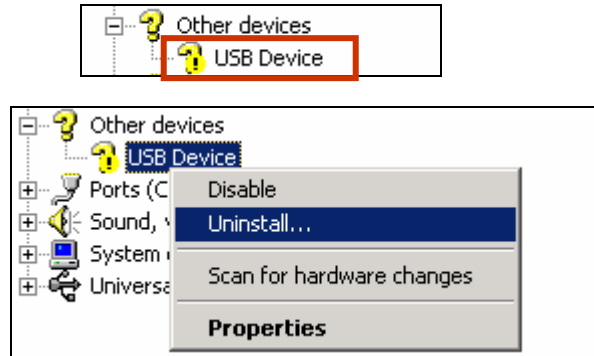 Other devices
USB Device
Other devices
USB Device
Ports (C
Disable
Sound, v
Uninstall...
System
Scan for hardware changes
Universa
Properties